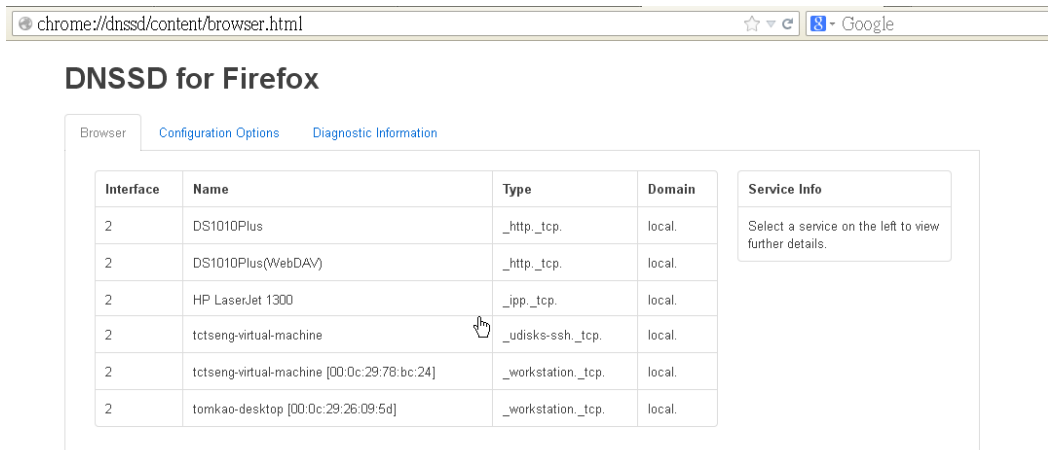 chrome://dnssd/content/browser.html
Google
DNSSD for Firefox
Browser Configuration Options Diagnostic Information
Interface Name Type Domain
2 DS1010Plus _http._tcp. local.
2 DS1010Plus(WebDAV) _http._tcp. local.
2 HP LaserJet 1300 _ipp._tcp. local.
2 tctseng-virtual-machine _udisks-ssh._tcp. local.
2 tctseng-virtual-machine [00:0c:29:78:bc:24] _workstation._tcp. local.
2 tomkao-desktop [00:0c:29:26:09:5d] _workstation._tcp. local.
Service Info
Select a service on the left to view
further details.